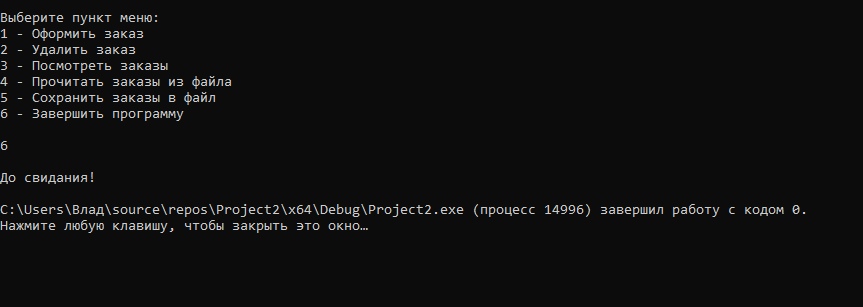 Выберите пункт меню:
1 - Оформить заказ
2 - Удалить заказ
3 - Посмотреть заказы
4 - Прочитать заказы из файла
5 - Сохранить заказы в файл
6 - Завершить программу
6
До свидания!
C:\Users\Влад\source\repos\Project2\x64\Debug\Project2.exe (процесс 14996) завершил работу с кодом 0.
Нажмите любую клавишу, чтобы закрыть это окно…